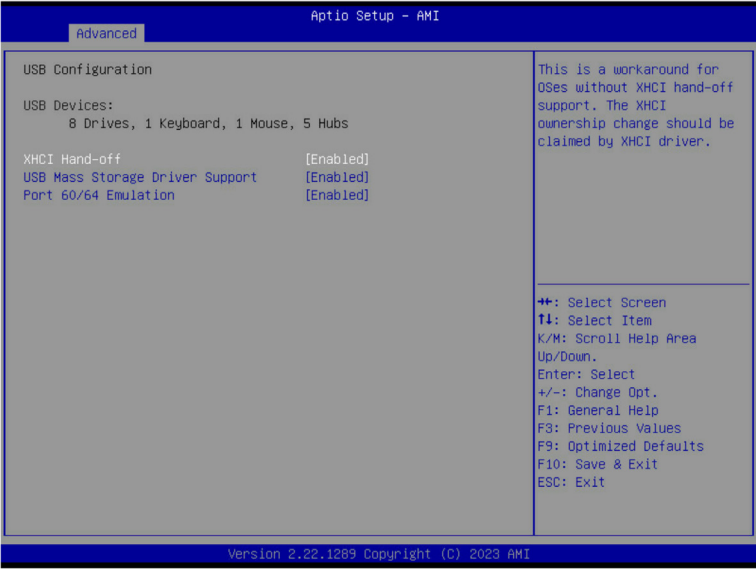 Aptio Setup – AMI
Advanced
USB Configuration
USB Devices:
8 Drives, 1 Keyboard, 1 Mouse, 5 Hubs
XHCI Hand-off [Enabled]
USB Mass Storage Driver Support [Enabled]
Port 60/64 Emulation [Enabled]
This is a workaround for
OSes without XHCI hand-off
support. The XHCI
ownership change should be
claimed by XHCI driver.
→←: Select Screen
↑↓: Select Item
K/M: Scroll Help Area
Up/Down.
Enter: Select
+/-: Change Opt.
F1: General Help
F3: Previous Values
F9: Optimized Defaults
F10: Save & Exit
ESC: Exit
Version 2.22.1289 Copyright (C) 2023 AMI